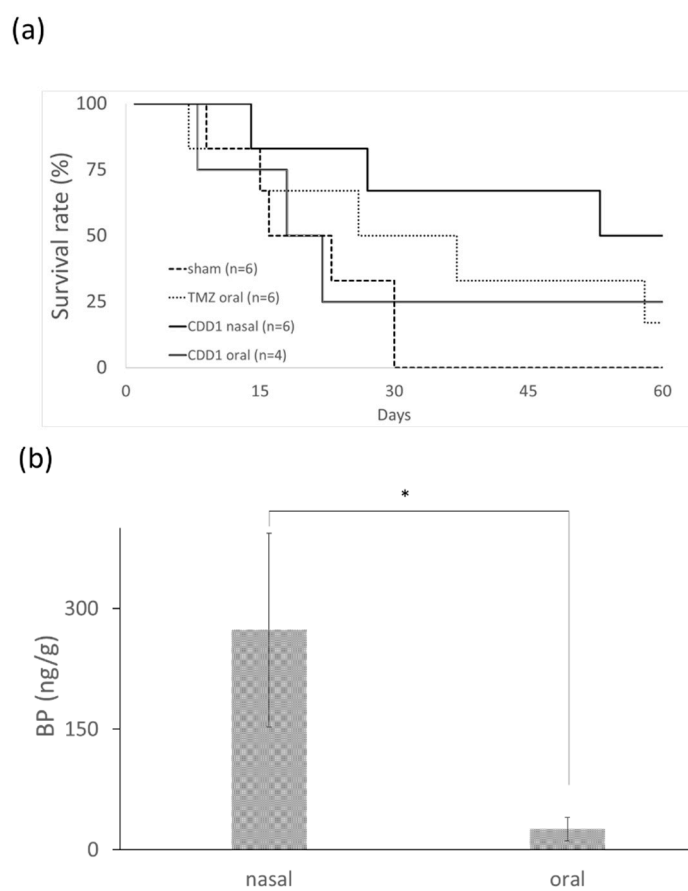 (a)
Survival rate (%)
100
75
50
25
0
sham (n=6)
TMZ oral (n=6)
CDD1 nasal (n=6)
CDD1 oral (n=4)
0 15 30 45 60
Days
(b)
*
BP (ng/g)
300
150
0
nasal oral